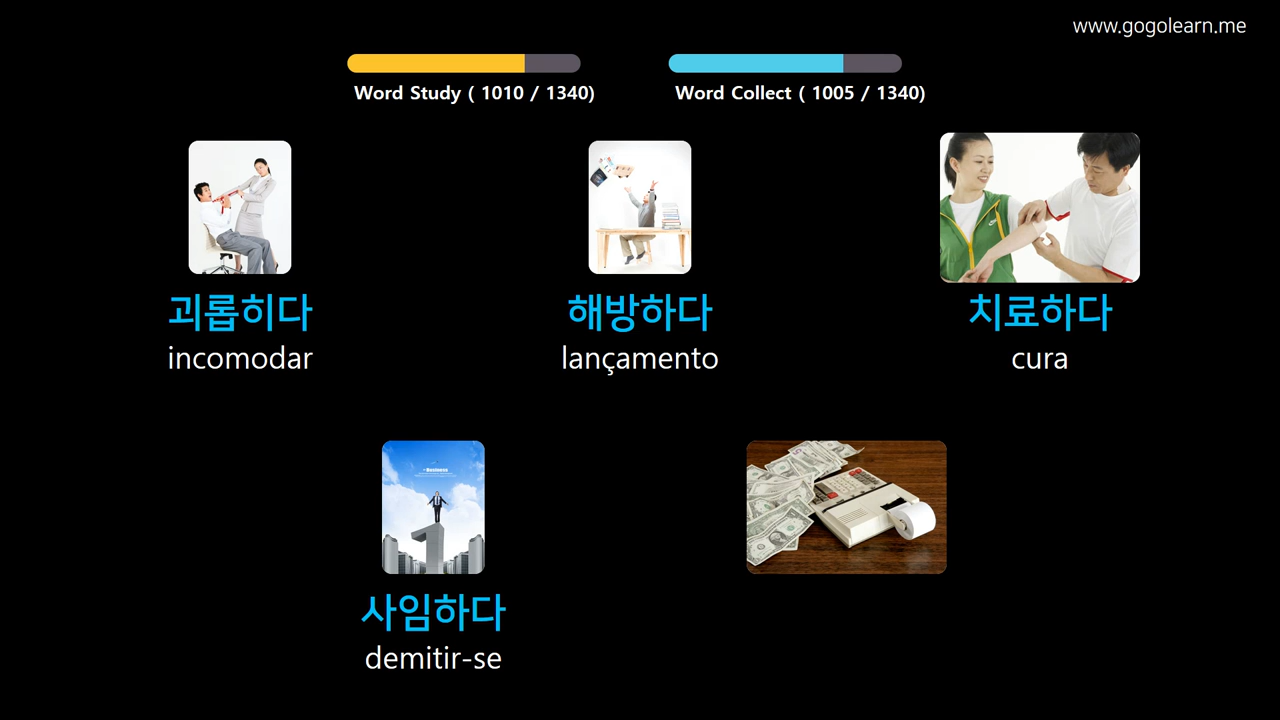 www.gogolearn.me
Word Study ( 1010 / 1340)
Word Collect ( 1005 / 1340)
괴롭히다
incomodar
해방하다
lançamento
치료하다
cura
Business
사임하다
demitir-se